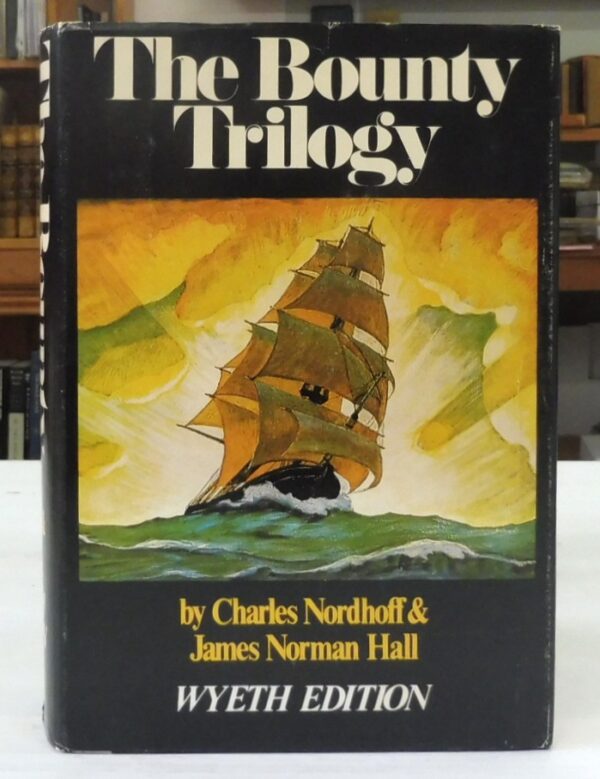 The Bounty
Trilogy
by Charles Nordhoff &
James Norman Hall
WYETH EDITION